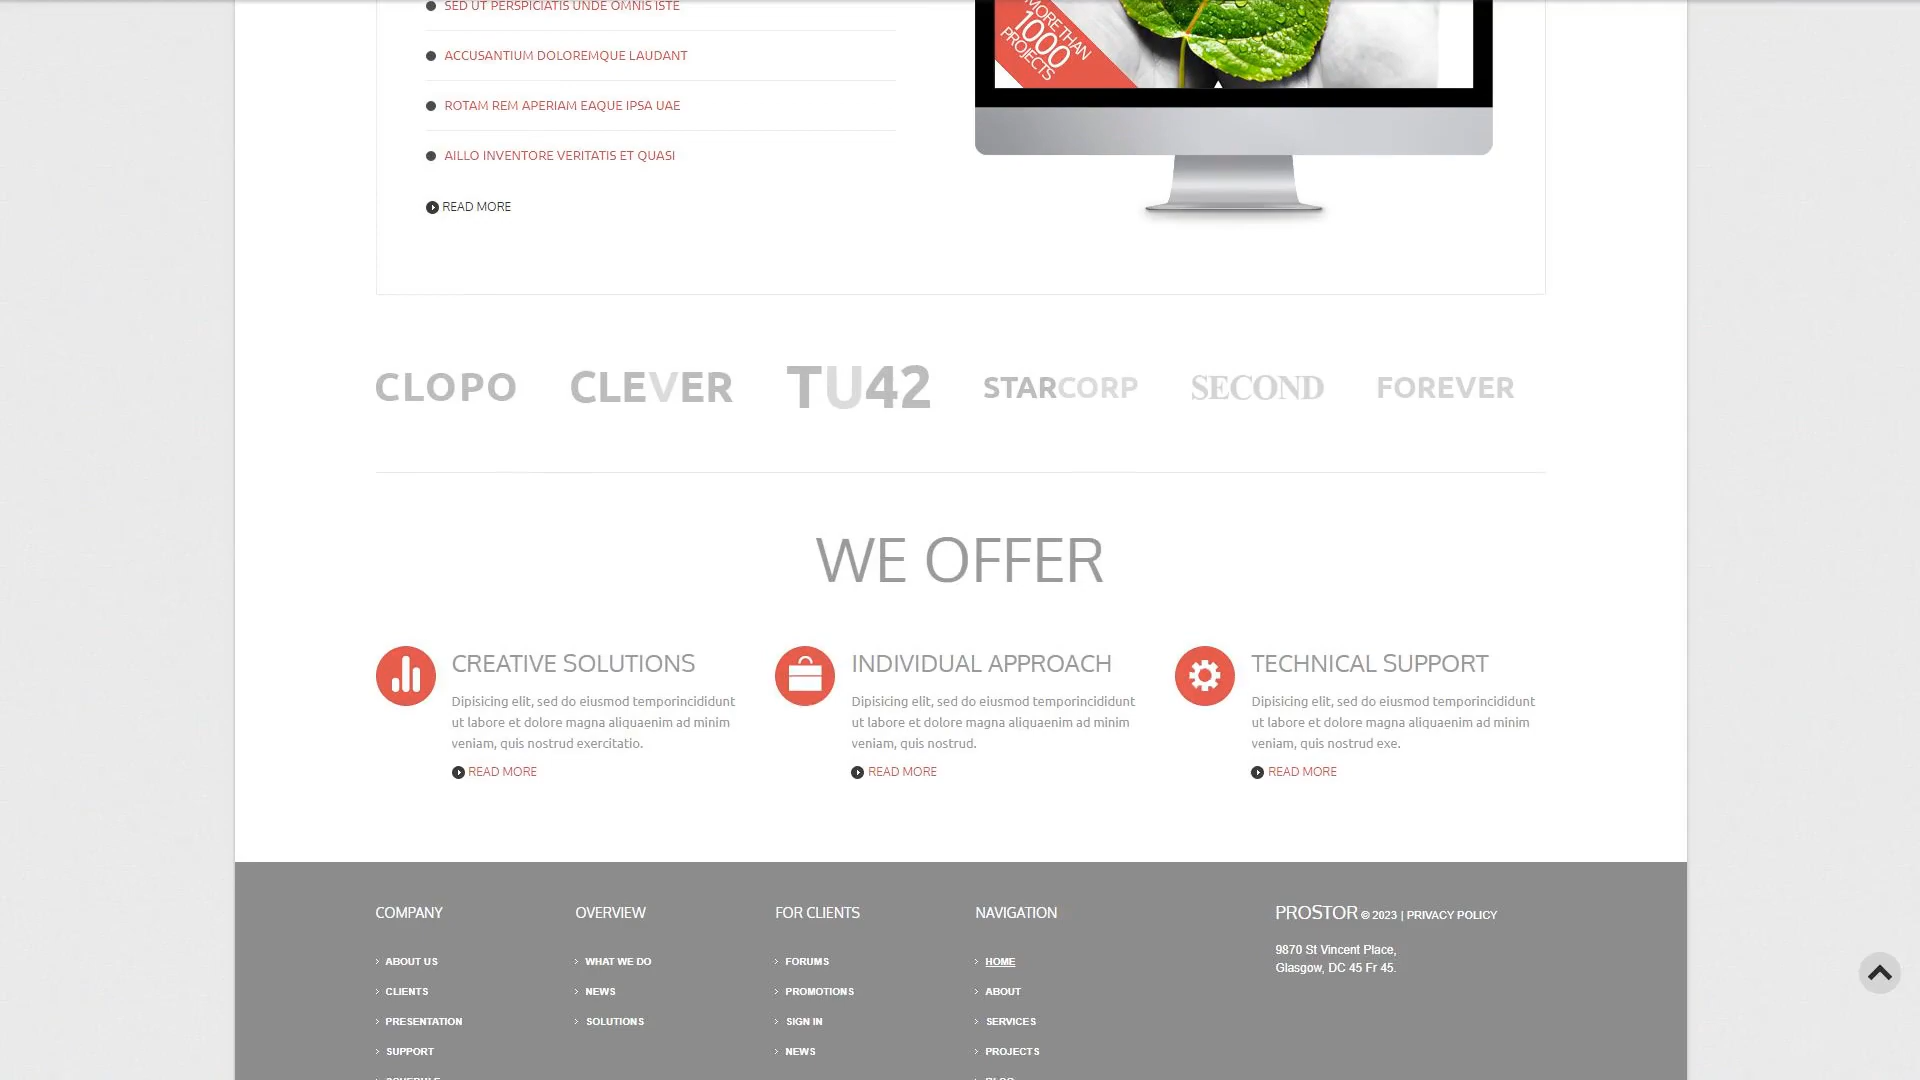 SED UT PERSPICIATIS UNDE OMNIS ISTE
ACCUSANTIUM DOLOREMQUE LAUDANT
ROTAM REM APERIAM EAQUE IPSA UAE
AILLO INVENTORE VERITATIS ET QUASI
READ MORE
MORE THAN
1000
PROJECTS
CLOPO
CLEVER
TU42
STARCORP
SECOND
FOREVER
WE OFFER
CREATIVE SOLUTIONS
Dipisicing elit, sed do eiusmod temporincididunt
ut labore et dolore magna aliquaenim ad minim
veniam, quis nostrud exercitatio.
READ MORE
INDIVIDUAL APPROACH
Dipisicing elit, sed do eiusmod temporincididunt
ut labore et dolore magna aliquaenim ad minim
veniam, quis nostrud.
READ MORE
TECHNICAL SUPPORT
Dipisicing elit, sed do eiusmod temporincididunt
ut labore et dolore magna aliquaenim ad minim
veniam, quis nostrud exe.
READ MORE
COMPANY
ABOUT US
CLIENTS
PRESENTATION
SUPPORT
OVERVIEW
WHAT WE DO
NEWS
SOLUTIONS
FOR CLIENTS
FORUMS
PROMOTIONS
SIGN IN
NEWS
NAVIGATION
HOME
ABOUT
SERVICES
PROJECTS
PROSTOR © 2023 | PRIVACY POLICY
9870 St Vincent Place,
Glasgow, DC 45 Fr 45.